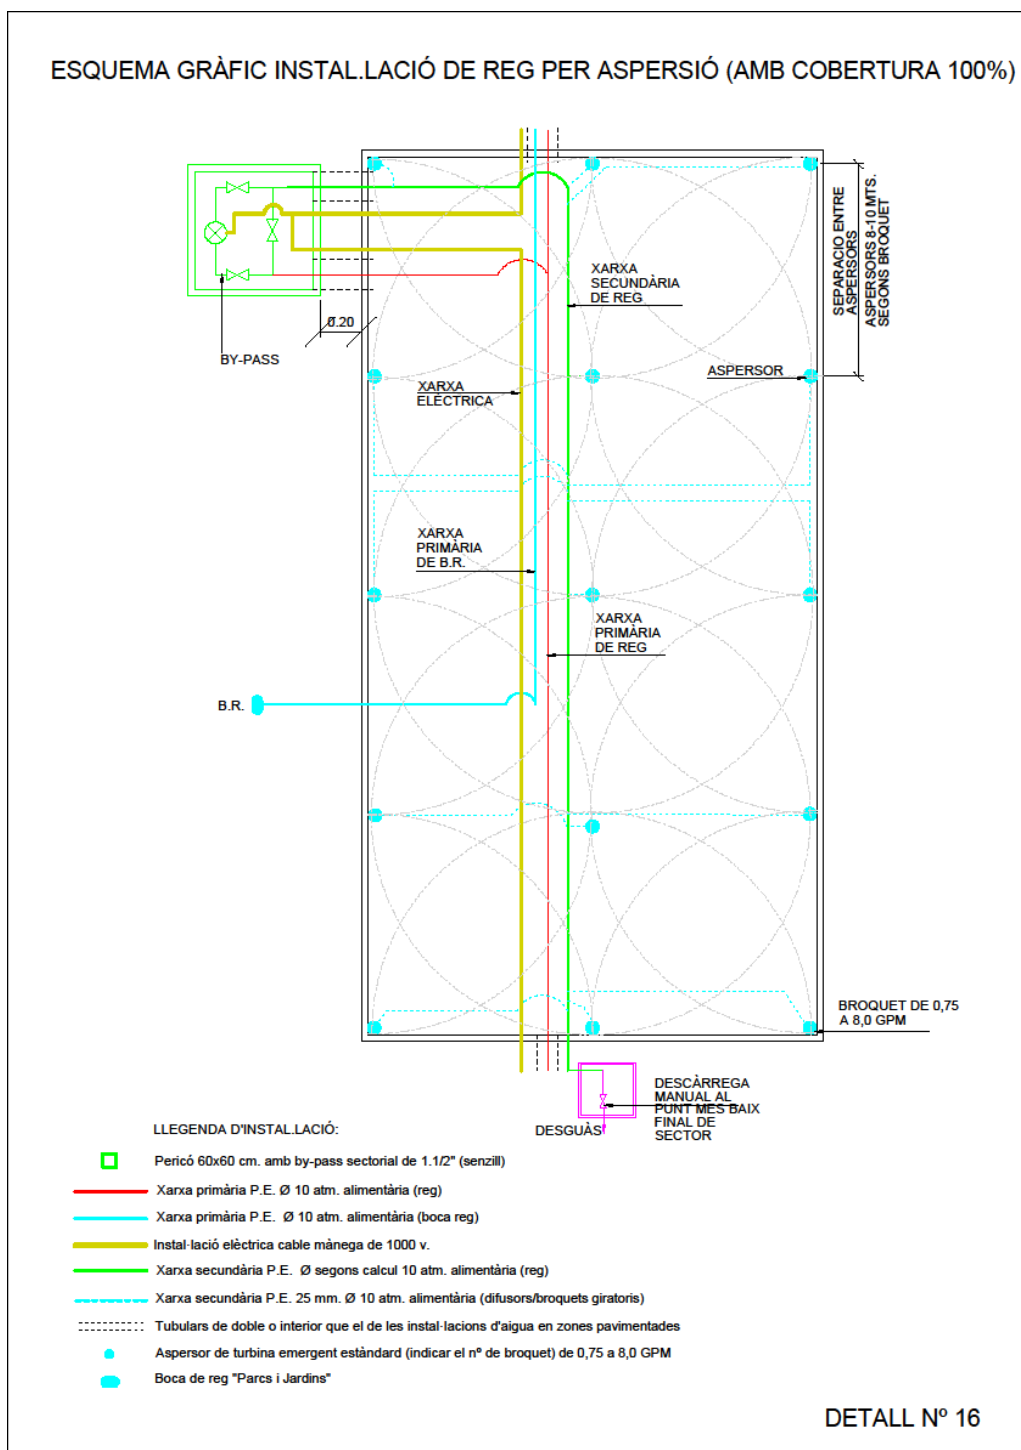 ESQUEMA GRÀFIC INSTAL.LACIÓ DE REG PER ASPERSIÓ (AMB COBERTURA 100%)
SEPARACIO ENTRE
ASPERSORS
ASPERSORS 8-10 MTS.
SEGONS BROQUET
XARXA
SECUNDÀRIA
DE REG
0.20
BY-PASS
ASPERSOR
XARXA
ELÈCTRICA
XARXA
PRIMÀRIA
DE B.R.
XARXA
PRIMÀRIA
DE REG
B.R.
BROQUET DE 0,75
A 8,0 GPM
DESCÀRREGA
MANUAL AL
PUNT MES BAIX
FINAL DE
SECTOR
DESGUÀS
LLEGENDA D'INSTAL.LACIÓ:
Pericó 60x60 cm. amb by-pass sectorial de 1.1/2" (senzill)
Xarxa primària P.E. Ø 10 atm. alimentària (reg)
Xarxa primària P.E. Ø 10 atm. alimentària (boca reg)
Instal·lació elèctrica cable mànega de 1000 v.
Xarxa secundària P.E. Ø segons calcul 10 atm. alimentària (reg)
Xarxa secundària P.E. 25 mm. Ø 10 atm. alimentària (difusors/broquets giratoris)
Tubulars de doble o interior que el de les instal·lacions d'aigua en zones pavimentades
Aspersor de turbina emergent estàndard (indicar el nº de broquet) de 0,75 a 8,0 GPM
Boca de reg "Parcs i Jardins"
DETALL Nº 16